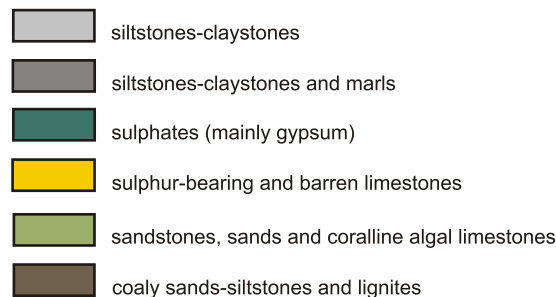 siltstones-claystones
siltstones-claystones and marls
sulphates (mainly gypsum)
sulphur-bearing and barren limestones
sandstones, sands and coralline algal limestones
coaly sands-siltstones and lignites